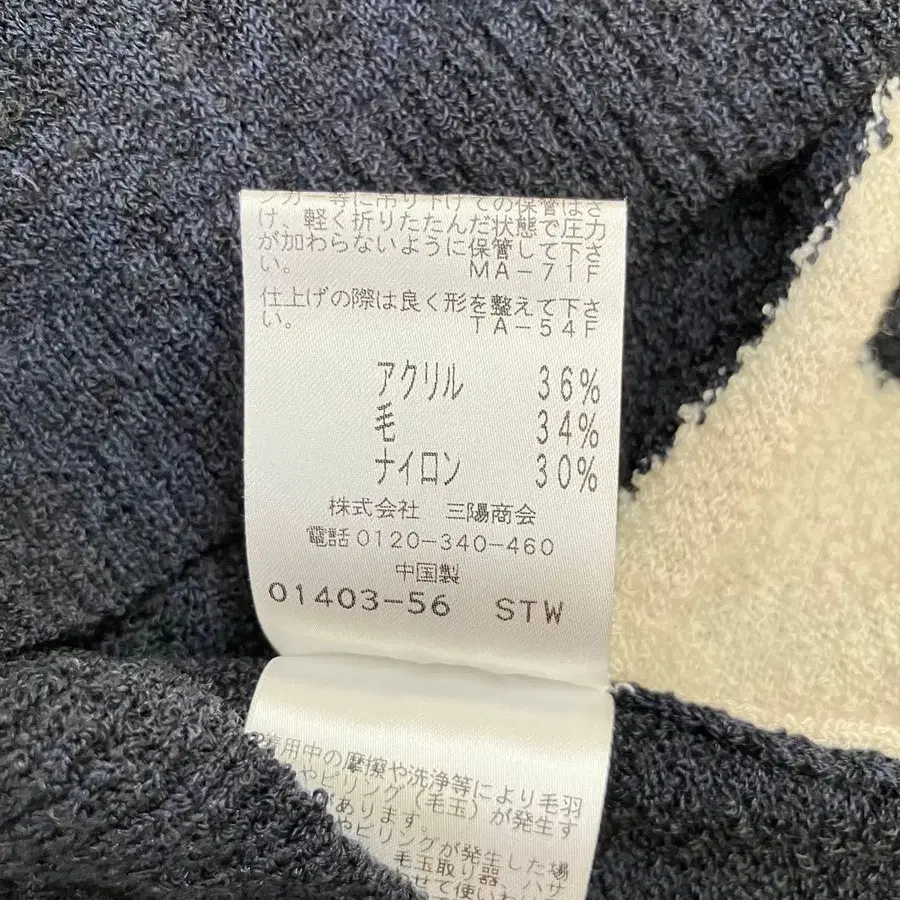 ンガー等に吊り下げての保管はさ
け、軽く折りたたんだ状態で圧力
が加わらないように保管して下さ
い。 MA-71F
仕上げの際は良く形を整えて下さ
い。 TA-54F
アクリル 36%
毛 34%
ナイロン 30%
株式会社 三陽商会
電話0120-340-460
中国製
01403-56 STW
着用中の摩擦や洗浄等により毛羽
やピリング(毛玉)が発生す
があります。
やピリングが発生した場
毛玉取り器、ハサ
せて使い